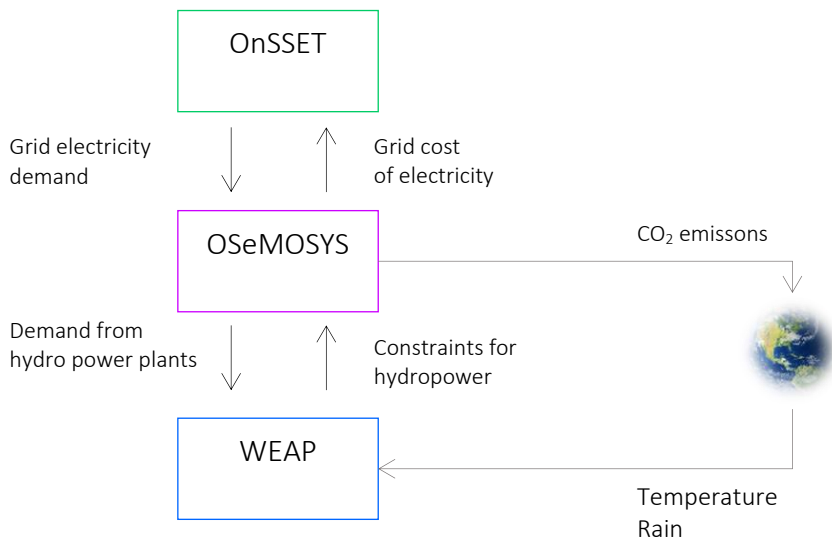 OnSSET
Grid electricity
demand
Grid cost
of electricity
OSeMOSYS
CO₂ emissons
Demand from
hydro power plants
Constraints for
hydropower
WEAP
Temperature
Rain